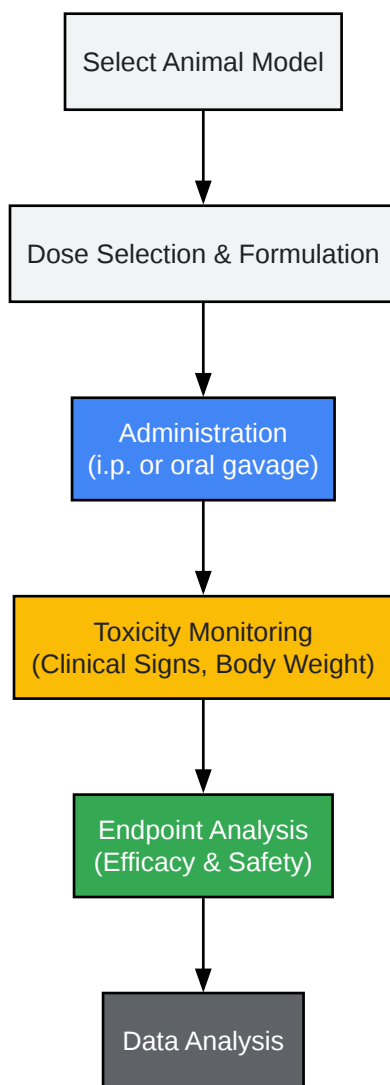 Select Animal Model
Dose Selection & Formulation
Administration
(i.p. or oral gavage)
Toxicity Monitoring
(Clinical Signs, Body Weight)
Endpoint Analysis
(Efficacy & Safety)
Data Analysis